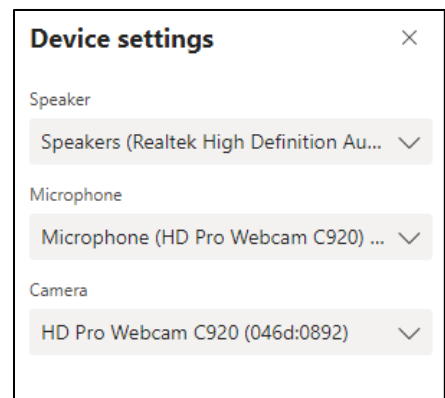 Device settings
Speaker
Speakers (Realtek High Definition Au...
Microphone
Microphone (HD Pro Webcam C920) ...
Camera
HD Pro Webcam C920 (046d:0892)